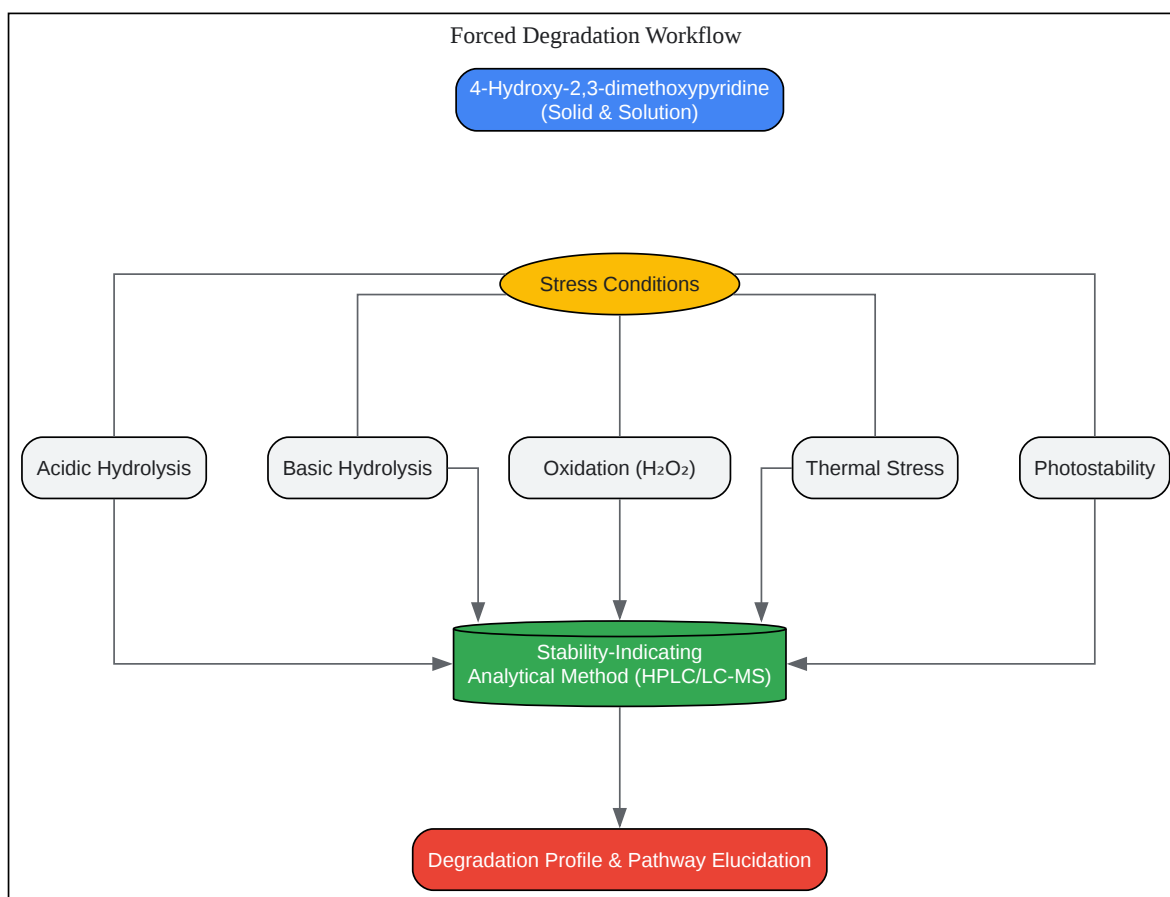 Forced Degradation Workflow
4-Hydroxy-2,3-dimethoxypyridine
(Solid & Solution)
Stress Conditions
Acidic Hydrolysis
Basic Hydrolysis
Oxidation (H₂O₂)
Thermal Stress
Photostability
Stability-Indicating
Analytical Method (HPLC/LC-MS)
Degradation Profile & Pathway Elucidation